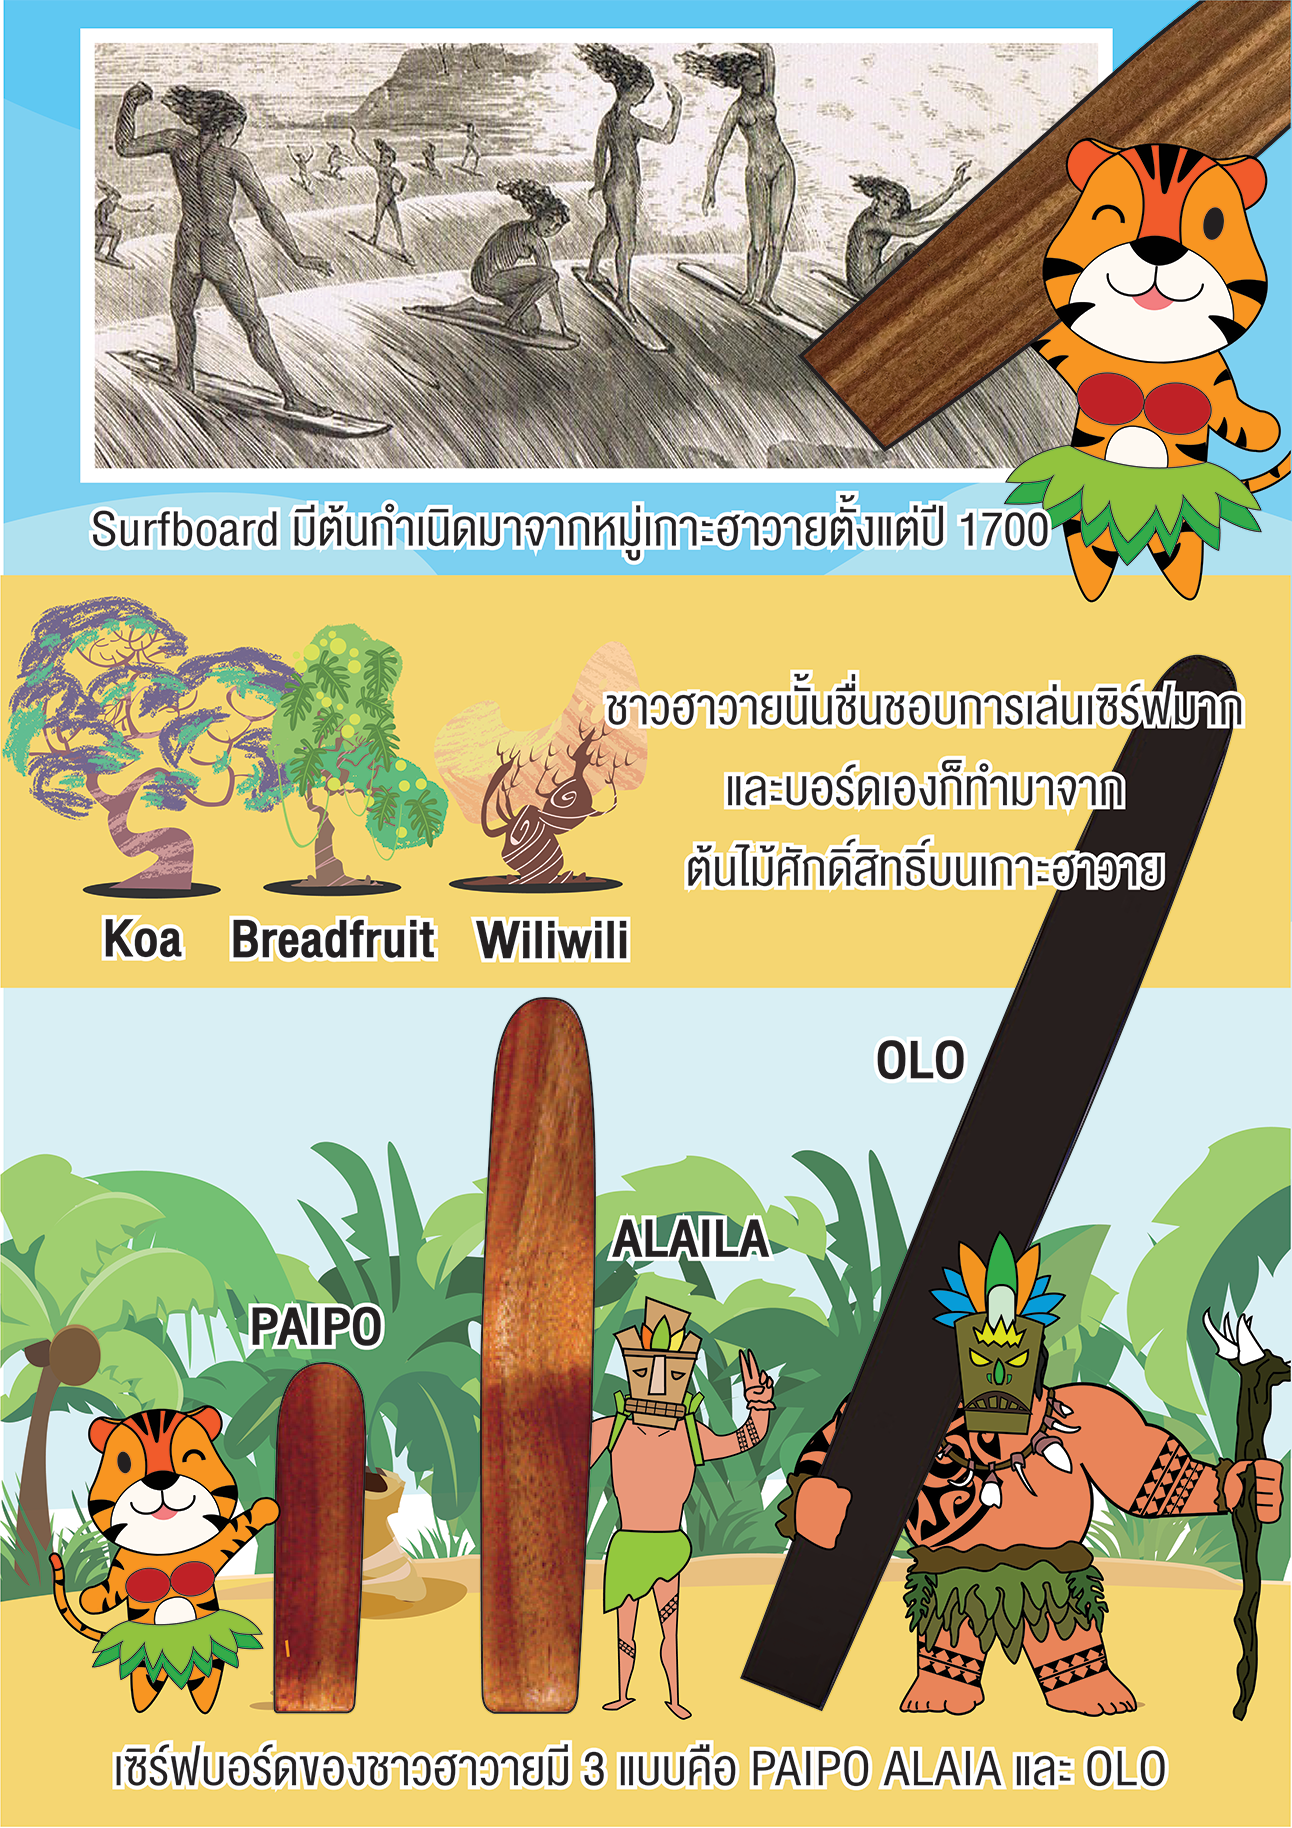 Surfboard มีต้นกำเนิดมาจากหมู่เกาะฮาวายตั้งแต่ปี 1700
ชาวฮาวายนั้นชื่นชอบการเล่นเซิร์ฟมาก
และบอร์ดเองก็ทำมาจาก
ต้นไม้ศักดิ์สิทธิ์บนเกาะฮาวาย
Koa
Breadfruit
Wiliwili
OLO
ALAILA
PAIPO
เซิร์ฟบอร์ดของชาวฮาวายมี 3 แบบคือ PAIPO ALAIA และ OLO